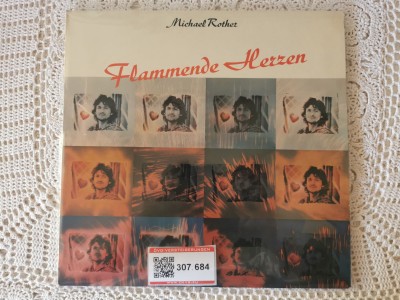 Michael Rother
Flammende Herzen
307 684